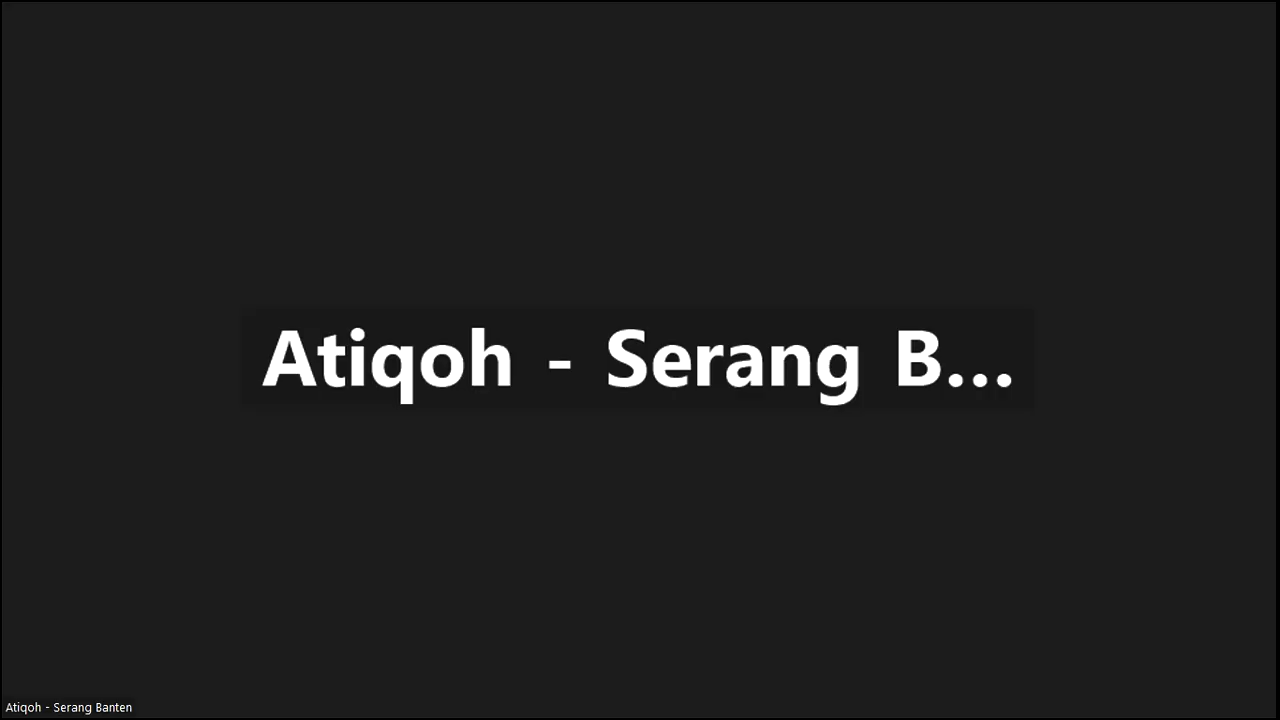 Atiqoh - Serang B...
Atiqoh - Serang Banten